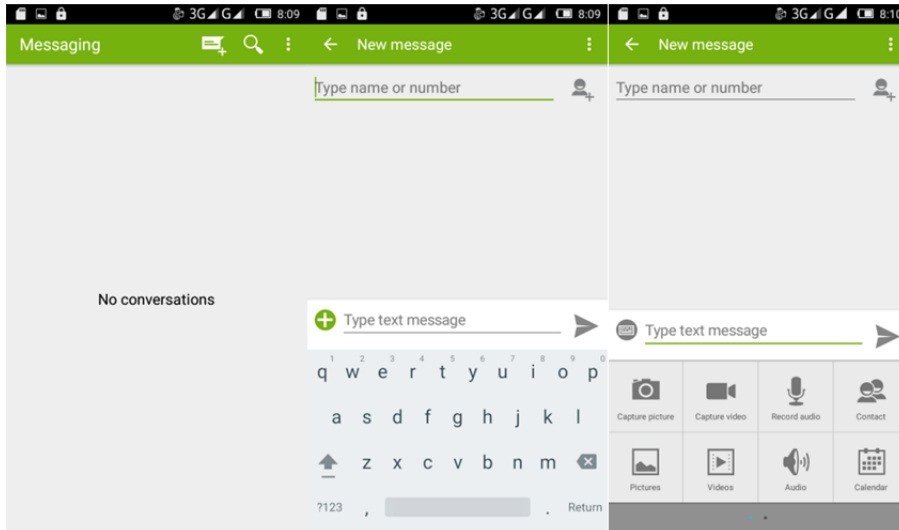 3G G 8:09
Messaging
No conversations
3G G 8:09
New message
Type name or number
Type text message
1 2 3 4 5 6 7 8 9 0
q w e r t y u i o p
a s d f g h j k l
z x c v b n m
?123 , . Return
3G G 8:10
New message
Type name or number
Type text message
Capture picture Capture video Record audio Contact
Pictures Videos Audio Calendar